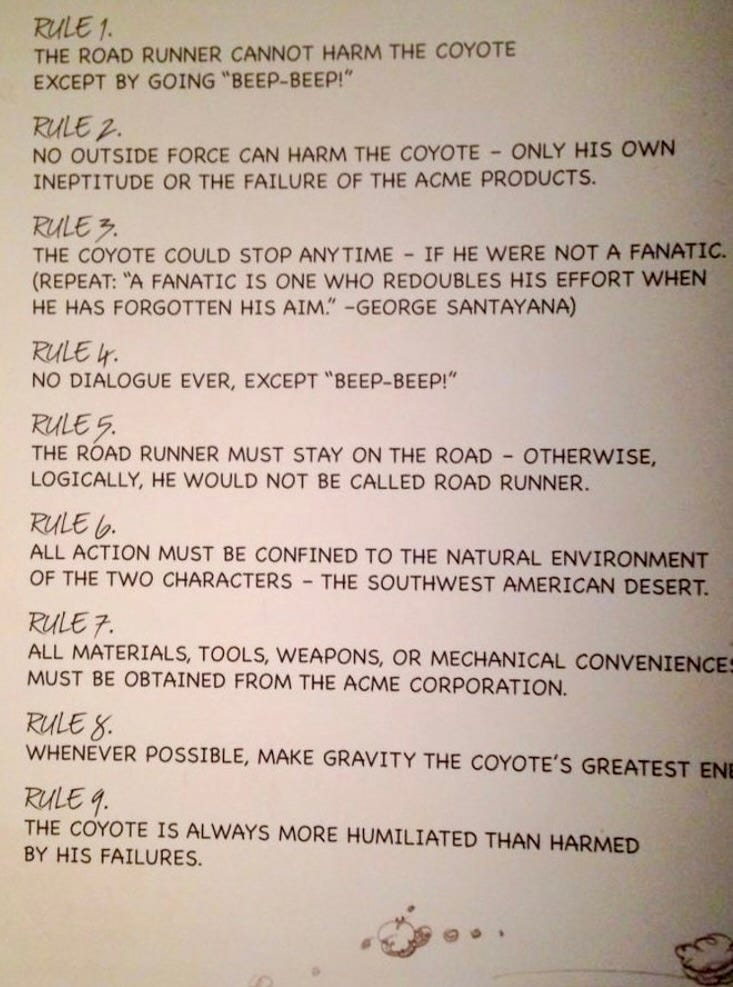 RULE 1.
THE ROAD RUNNER CANNOT HARM THE COYOTE
EXCEPT BY GOING “BEEP-BEEP!”
RULE 2.
NO OUTSIDE FORCE CAN HARM THE COYOTE – ONLY HIS OWN
INEPTITUDE OR THE FAILURE OF THE ACME PRODUCTS.
RULE 3.
THE COYOTE COULD STOP ANYTIME – IF HE WERE NOT A FANATIC.
(REPEAT: “A FANATIC IS ONE WHO REDOUBLES HIS EFFORT WHEN
HE HAS FORGOTTEN HIS AIM.” –GEORGE SANTAYANA)
RULE 4.
NO DIALOGUE EVER, EXCEPT “BEEP-BEEP!”
RULE 5.
THE ROAD RUNNER MUST STAY ON THE ROAD – OTHERWISE,
LOGICALLY, HE WOULD NOT BE CALLED ROAD RUNNER.
RULE 6.
ALL ACTION MUST BE CONFINED TO THE NATURAL ENVIRONMENT
OF THE TWO CHARACTERS – THE SOUTHWEST AMERICAN DESERT.
RULE 7.
ALL MATERIALS, TOOLS, WEAPONS, OR MECHANICAL CONVENIENCES
MUST BE OBTAINED FROM THE ACME CORPORATION.
RULE 8.
WHENEVER POSSIBLE, MAKE GRAVITY THE COYOTE’S GREATEST
RULE 9.
THE COYOTE IS ALWAYS MORE HUMILIATED THAN HARMED
BY HIS FAILURES.